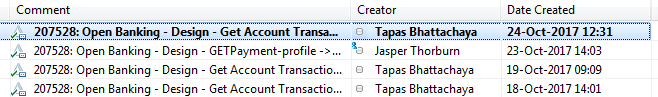 Comment Creator Date Created
207528: Open Banking - Design - Get Account Transa... Tapas Bhattachaya 24-Oct-2017 12:31
207528: Open Banking - Design - GETPayment-profile ->... Jasper Thorburn 23-Oct-2017 14:03
207528: Open Banking - Design - Get Account Transactio... Tapas Bhattachaya 19-Oct-2017 09:09
207528: Open Banking - Design - Get Account Transactio... Tapas Bhattachaya 18-Oct-2017 14:01